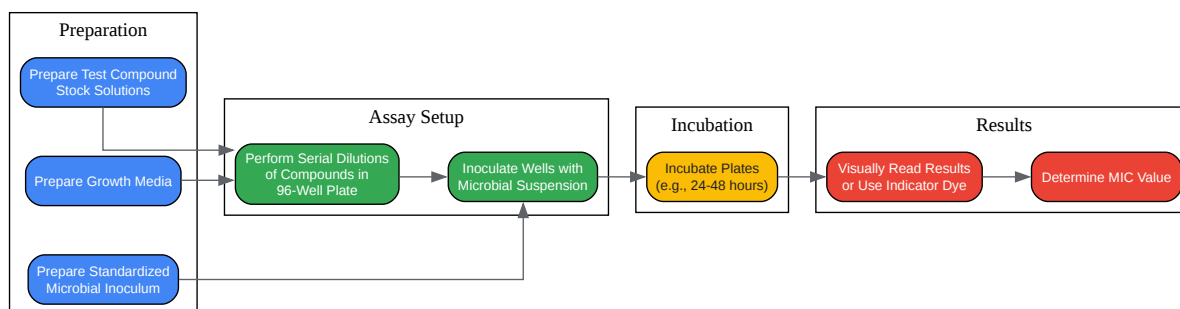 Preparation
Prepare Test Compound
Stock Solutions
Prepare Growth Media
Prepare Standardized
Microbial Inoculum
Assay Setup
Perform Serial Dilutions
of Compounds in
96-Well Plate
Inoculate Wells with
Microbial Suspension
Incubation
Incubate Plates
(e.g., 24-48 hours)
Results
Visually Read Results
or Use Indicator Dye
Determine MIC Value